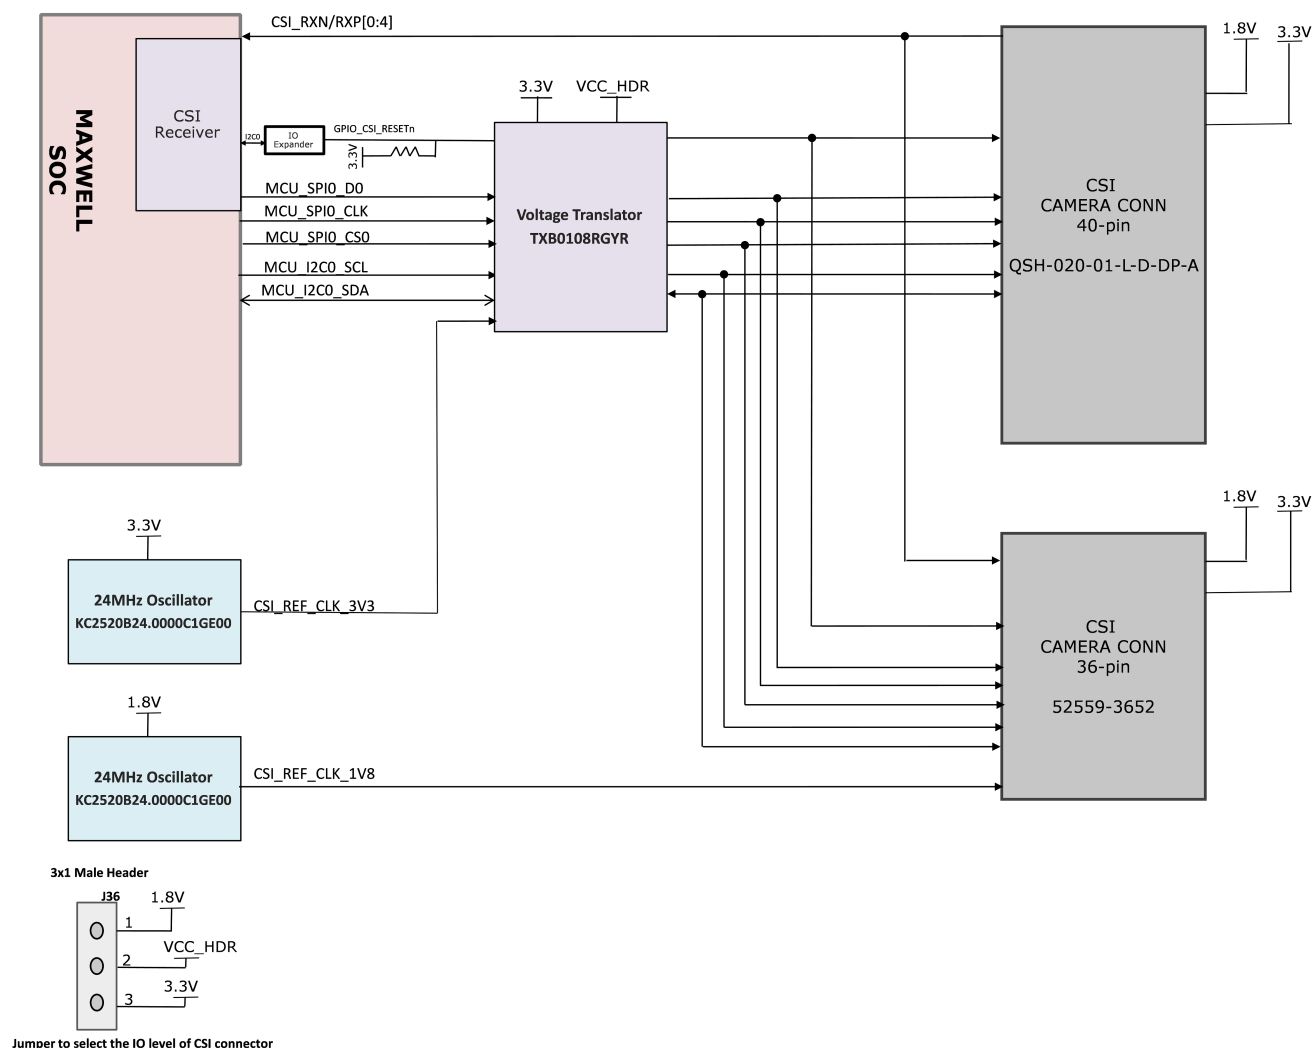 CSI_RXN/RXP[0:4]
1.8V
3.3V
MAXWELL
SOC
CSI
Receiver
I2C0
IO
Expander
GPIO_CSI_RESETn
3.3V
3.3V
VCC_HDR
MCU_SPI0_D0
MCU_SPI0_CLK
MCU_SPI0_CS0
MCU_I2C0_SCL
MCU_I2C0_SDA
Voltage Translator
TXB0108RGYR
CSI
CAMERA CONN
40-pin
QSH-020-01-L-D-DP-A
1.8V
3.3V
3.3V
24MHz Oscillator
KC2520B24.0000C1GE00
CSI_REF_CLK_3V3
CSI
CAMERA CONN
36-pin
52559-3652
1.8V
24MHz Oscillator
KC2520B24.0000C1GE00
CSI_REF_CLK_1V8
3x1 Male Header
J36
1.8V
1
VCC_HDR
2
3.3V
3
Jumper to select the IO level of CSI connector